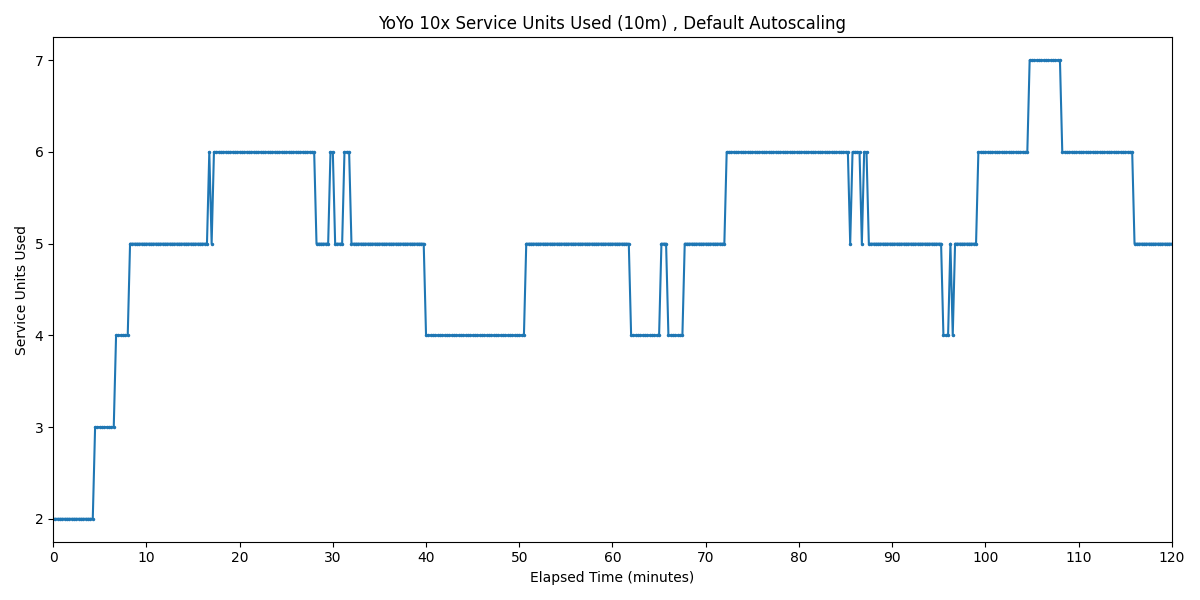 YoYo 10x Service Units Used (10m) , Default Autoscaling
7
6
5
4
3
2
Service Units Used
0 10 20 30 40 50 60 70 80 90 100 110 120
Elapsed Time (minutes)